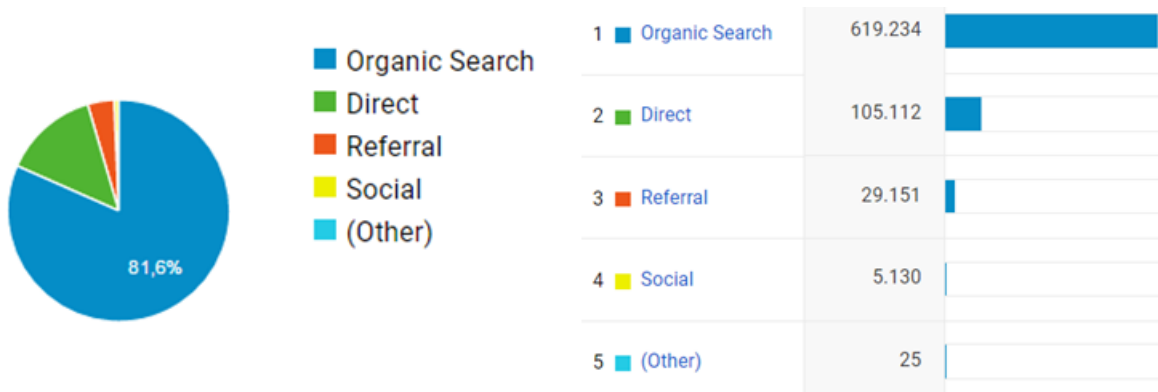 81,6%
Organic Search
Direct
Referral
Social
(Other)
1 Organic Search 619.234
2 Direct 105.112
3 Referral 29.151
4 Social 5.130
5 (Other) 25